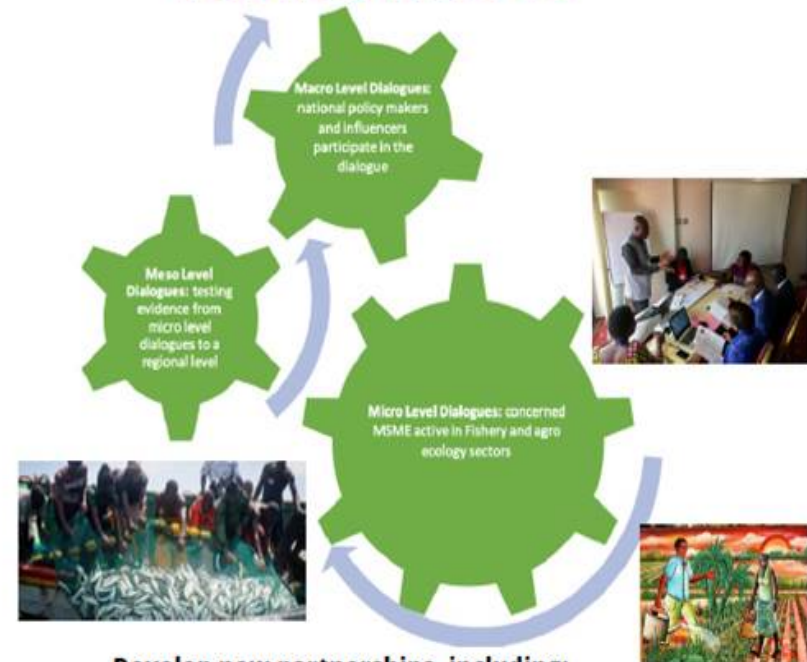 Macro Level Dialogues:
national policy makers
and influencers
participate in the
dialogue
Meso Level
Dialogues: testing
evidence from
micro level
dialogues to a
regional level
Micro Level Dialogues: concerned
MSME active in Fishery and agro
ecology sectors
Develop new partnerships, including: